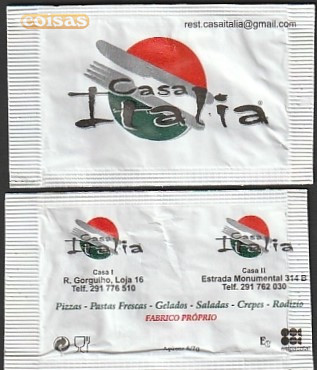 coisas
rest.casaitalia@gmail.com
Casa
Italia
Casa
Italia
Casa I
R. Gorgulho, Loja 16
Telf. 291 776 510
Casa
Italia
Casa II
Estrada Monumental 314 B
Telf. 291 762 030
Pizzas - Pastas Frescas - Gelados - Saladas - Crepes - Rodizio
FABRICO PRÓPRIO